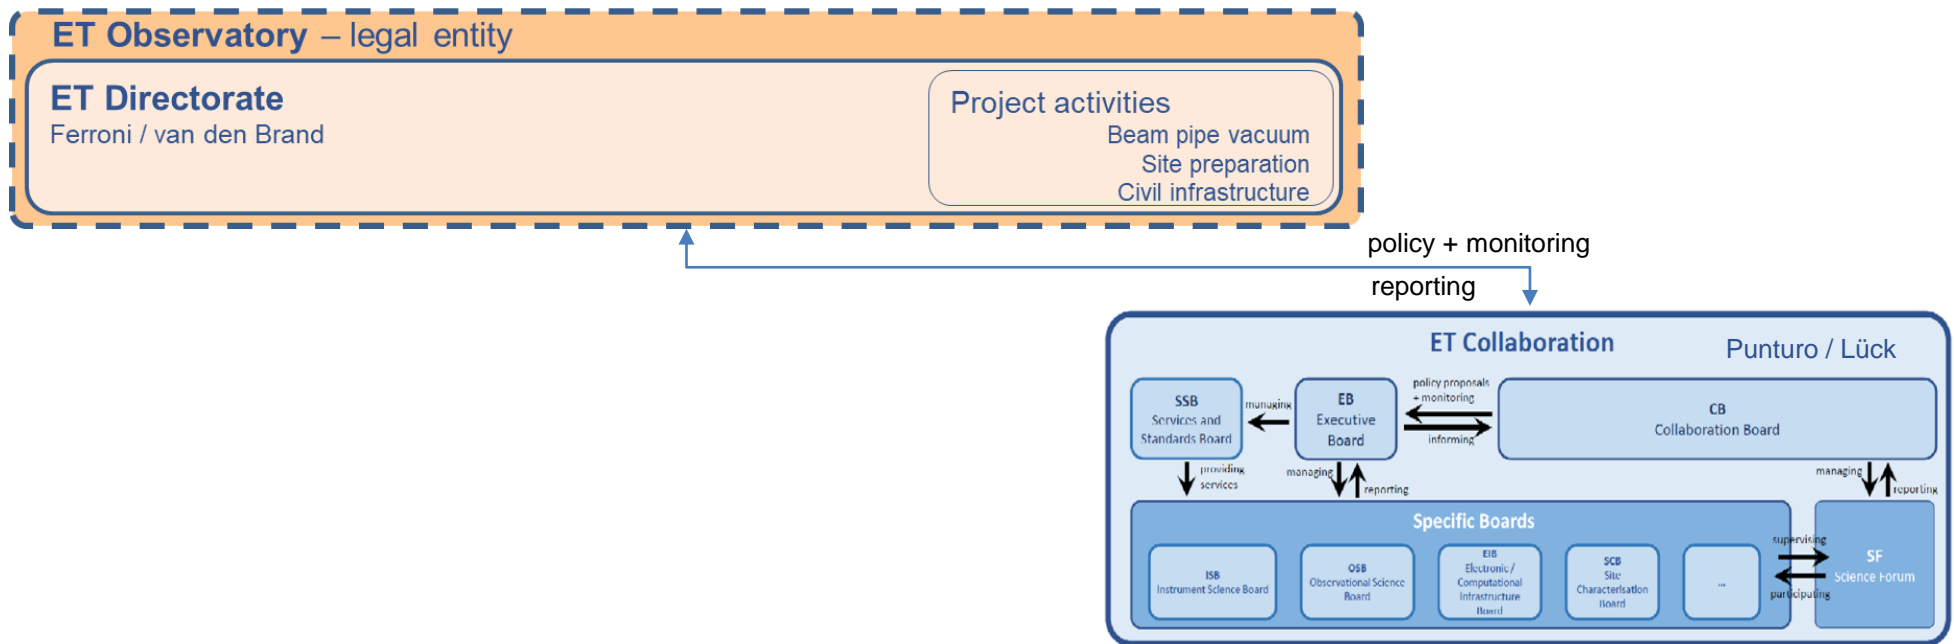 ET Observatory – legal entity
ET Directorate
Ferroni / van den Brand
Project activities
Beam pipe vacuum
Site preparation
Civil infrastructure
policy + monitoring
reporting
ET Collaboration
Punturo / Lück
SSB
Services and
Standards Board
managing
EB
Executive
Board
policy proposals
+ monitoring
informing
CB
Collaboration Board
providing
services
managing
reporting
managing
reporting
Specific Boards
ISB
Instrument Science Board
OSB
Observational Science
Board
EIB
Electronic /
Computational
Infrastructure
Board
SCB
Site
Characterisation
Board
...
supervising
participating
SF
Science Forum